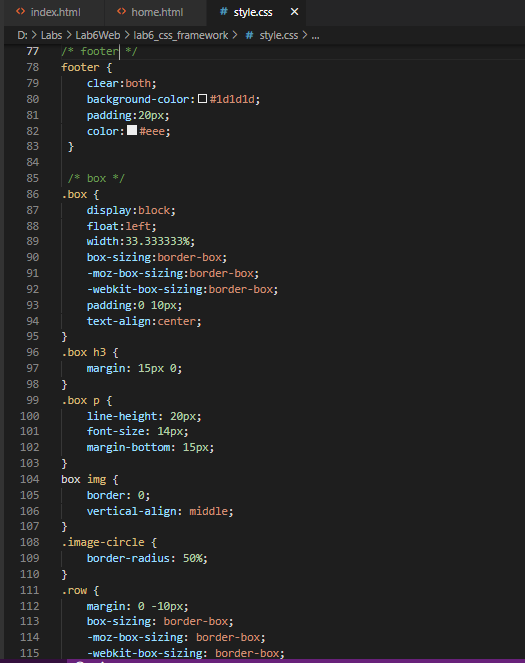 index.html home.html # style.css ×
D: > Labs > Lab6Web > lab6_css_framework > # style.css > ...
77 /* footer */
78 footer {
79 clear:both;
80 background-color:#1d1d1d;
81 padding:20px;
82 color:#eee;
83 }
84
85 /* box */
86 .box {
87 display:block;
88 float:left;
89 width:33.333333%;
90 box-sizing:border-box;
91 -moz-box-sizing:border-box;
92 -webkit-box-sizing:border-box;
93 padding:0 10px;
94 text-align:center;
95 }
96 .box h3 {
97 margin: 15px 0;
98 }
99 .box p {
100 line-height: 20px;
101 font-size: 14px;
102 margin-bottom: 15px;
103 }
104 box img {
105 border: 0;
106 vertical-align: middle;
107 }
108 .image-circle {
109 border-radius: 50%;
110 }
111 .row {
112 margin: 0 -10px;
113 box-sizing: border-box;
114 -moz-box-sizing: border-box;
115 -webkit-box-sizing: border-box;